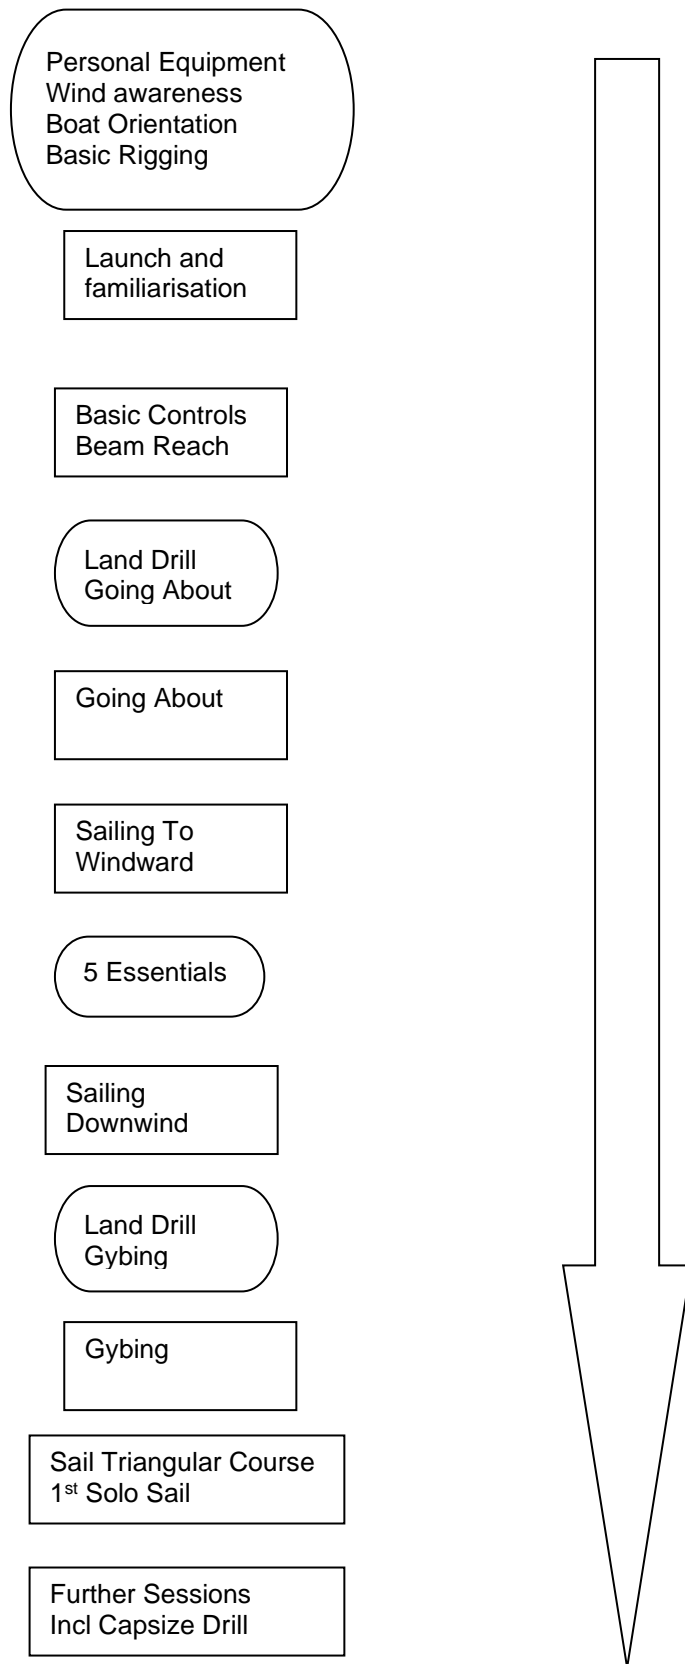 Personal Equipment
Wind awareness
Boat Orientation
Basic Rigging
Launch and
familiarisation
Basic Controls
Beam Reach
Land Drill
Going About
Going About
Sailing To
Windward
5 Essentials
Sailing
Downwind
Land Drill
Gybing
Gybing
Sail Triangular Course
1st Solo Sail
Further Sessions
Incl Capsize Drill